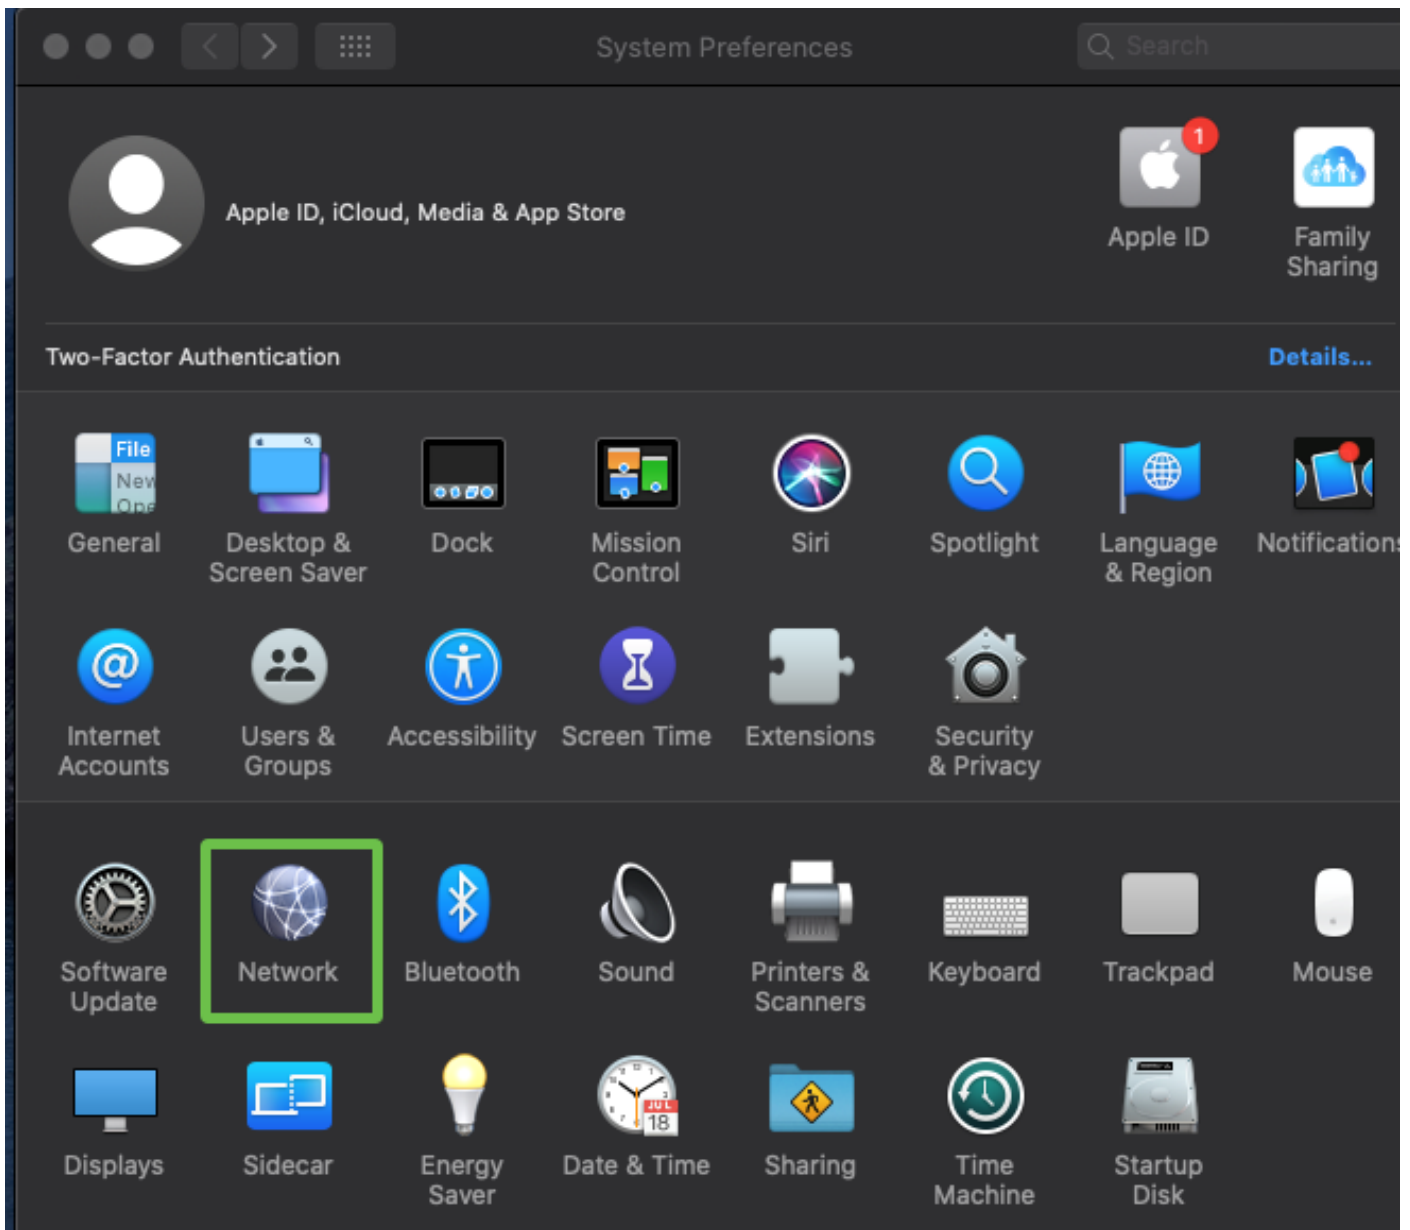 System Preferences
Search
1
Apple ID, iCloud, Media & App Store
Apple ID
Family
Sharing
Two-Factor Authentication
Details...
File
New
Ope
General
Desktop &
Screen Saver
Dock
Mission
Control
Siri
Spotlight
Language
& Region
Notifications
@
Internet
Accounts
Users &
Groups
Accessibility
Screen Time
Extensions
Security
& Privacy
Software
Update
Network
Bluetooth
Sound
Printers &
Scanners
Keyboard
Trackpad
Mouse
JUL
18
Displays
Sidecar
Energy
Saver
Date & Time
Sharing
Time
Machine
Startup
Disk